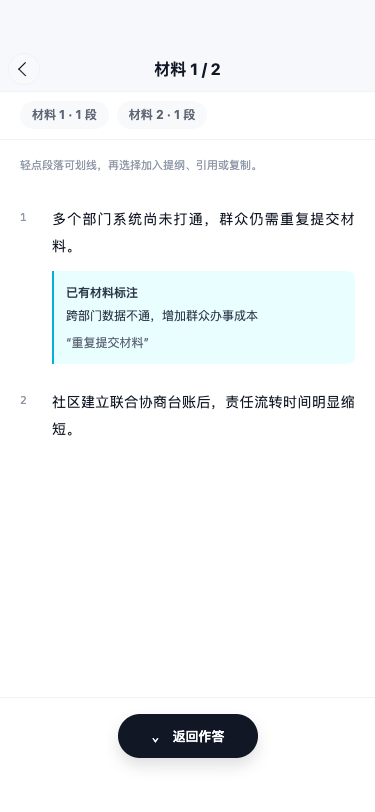 材料 1 / 2
材料 1 · 1 段 材料 2 · 1 段
轻点段落可划线，再选择加入提纲、引用或复制。
1 多个部门系统尚未打通，群众仍需重复提交材
料。
已有材料标注
跨部门数据不通，增加群众办事成本
“重复提交材料”
2 社区建立联合协商台账后，责任流转时间明显缩
短。
返回作答